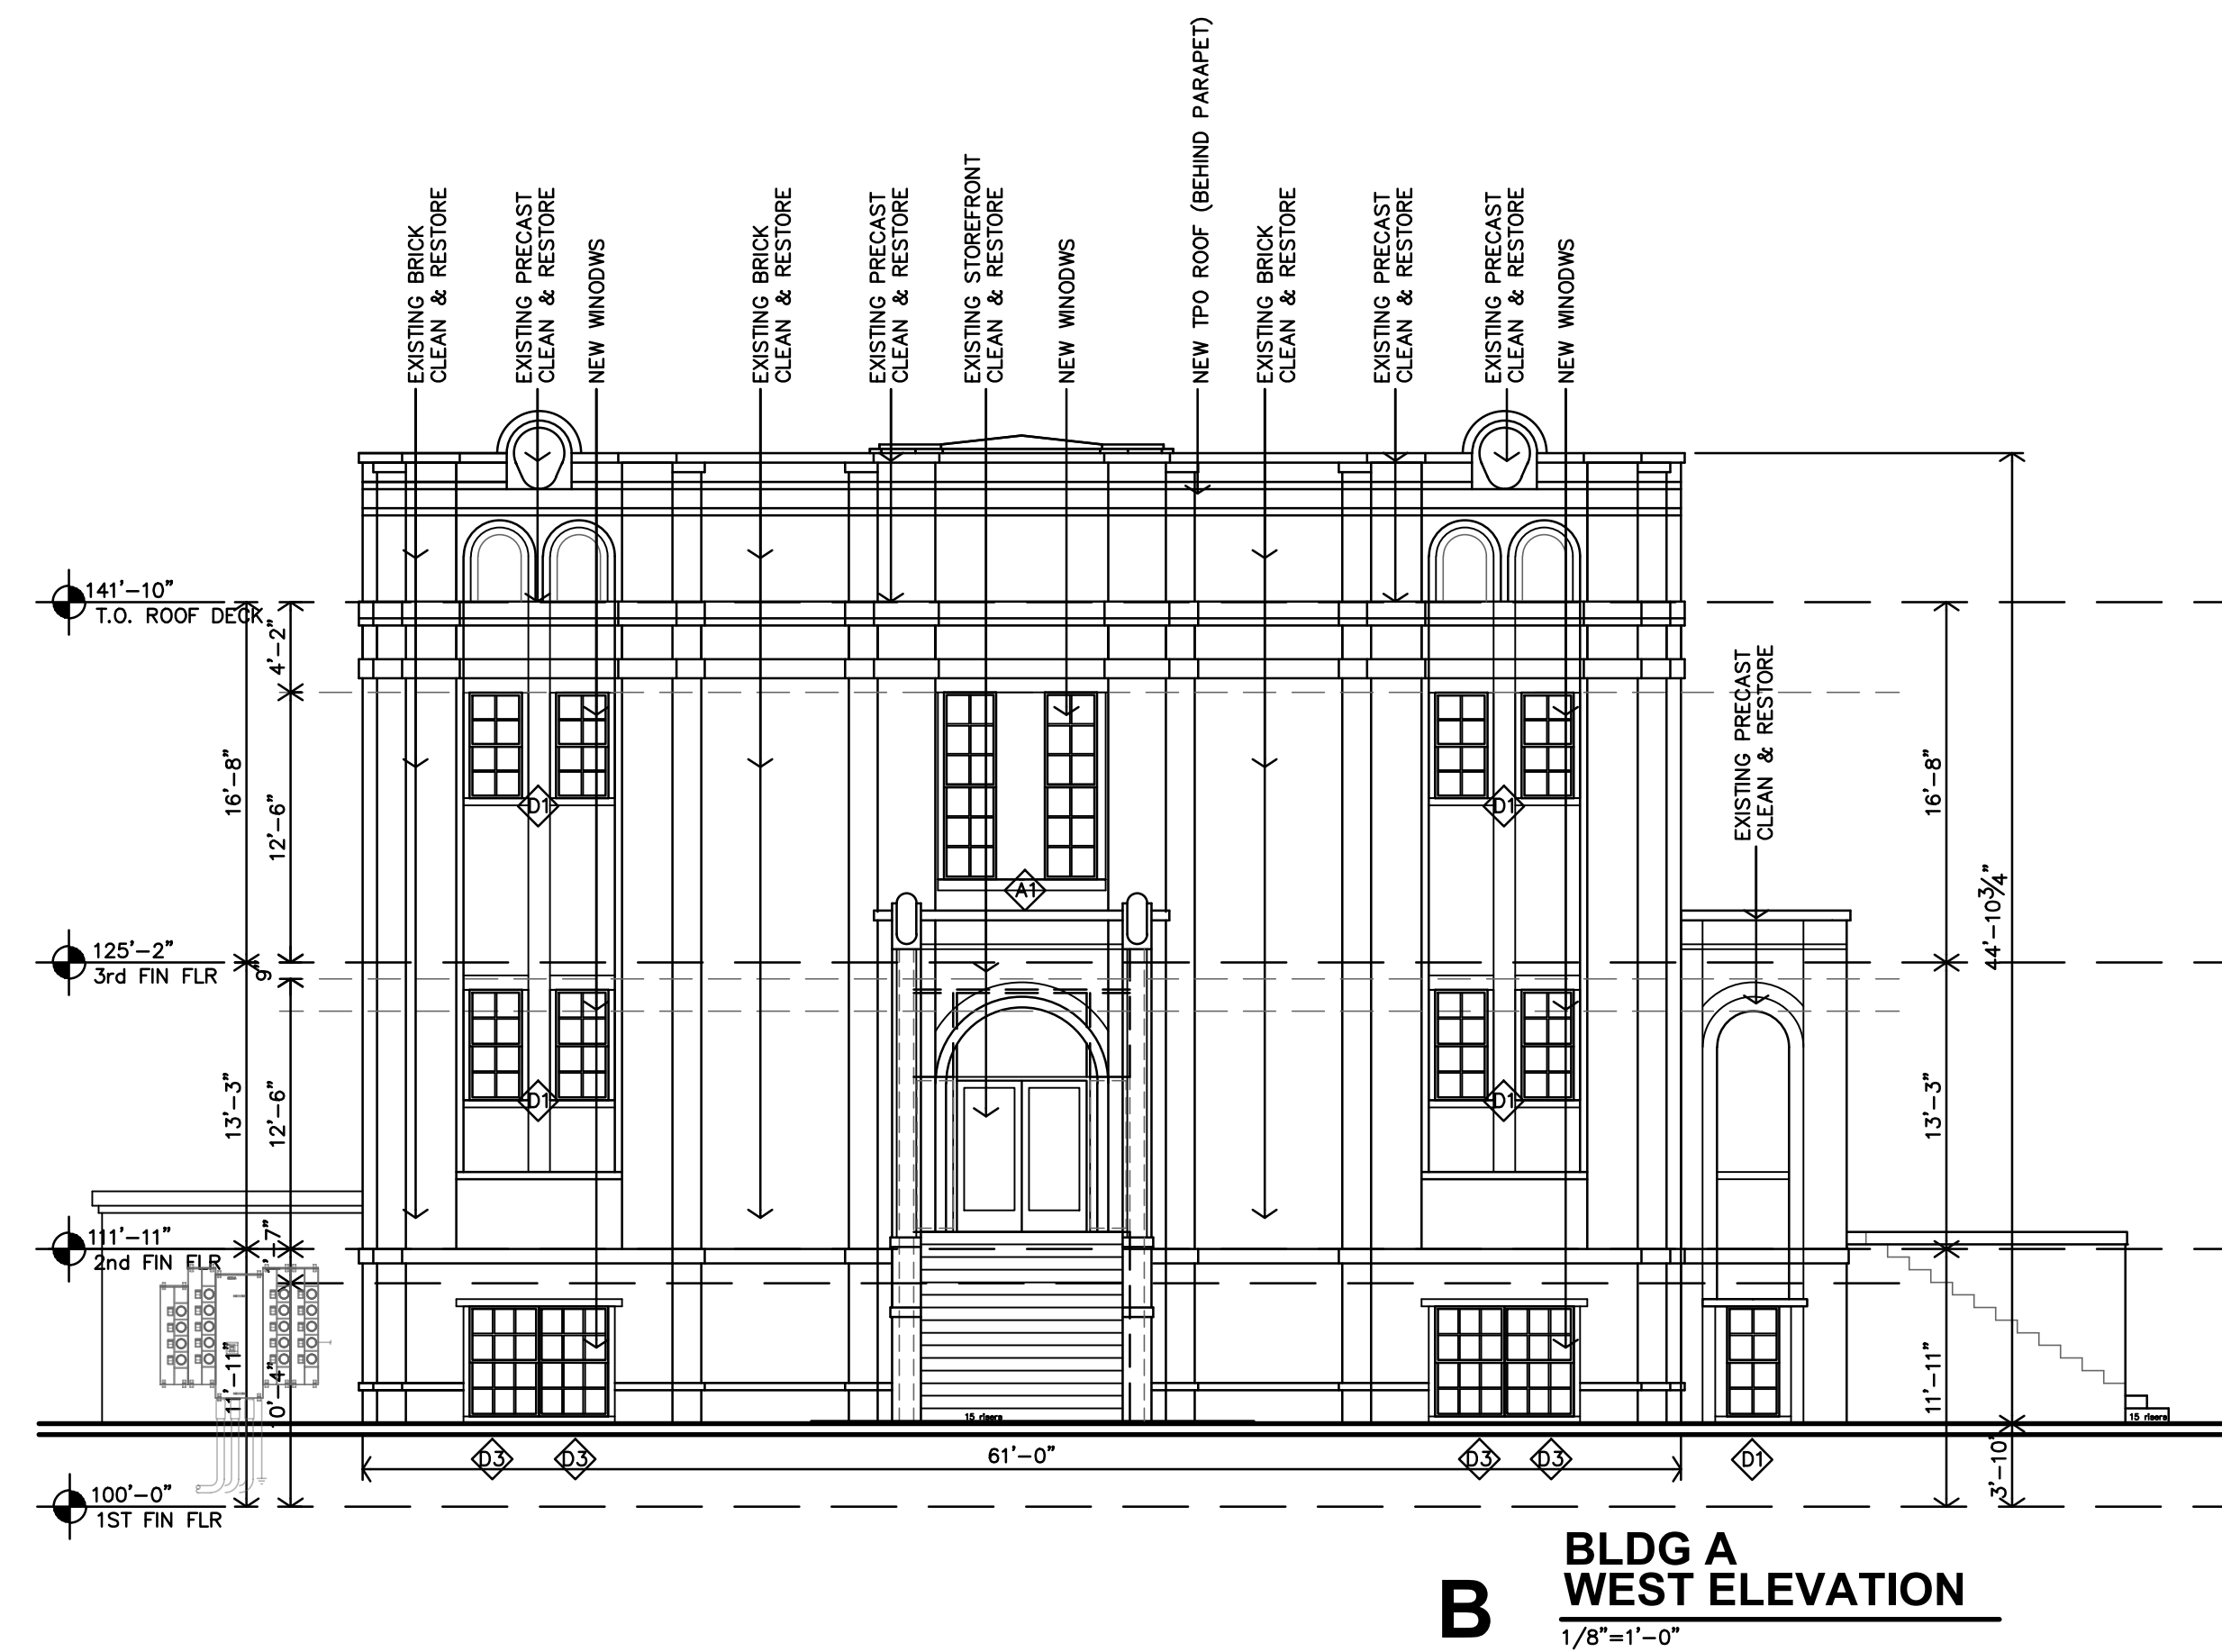 EXISTING BRICK
CLEAN & RESTORE
EXISTING PRECAST
CLEAN & RESTORE
NEW WINODWS
EXISTING BRICK
CLEAN & RESTORE
EXISTING PRECAST
CLEAN & RESTORE
EXISTING STOREFRONT
CLEAN & RESTORE
NEW WINODWS
NEW TPO ROOF (BEHIND PARAPET)
EXISTING BRICK
CLEAN & RESTORE
EXISTING PRECAST
CLEAN & RESTORE
EXISTING PRECAST
CLEAN & RESTORE
NEW WINODWS
141'-10"
T.O. ROOF DECK
4'-2"
16'-8"
12'-6"
D1
D1
A1
EXISTING PRECAST
CLEAN & RESTORE
16'-8"
44'-10¾"
125'-2"
3rd FIN FLR
9"
13'-3"
12'-6"
D1
D1
13'-3"
111'-11"
2nd FIN FLR
11'-11"
15 risers
15 risers
11'-11"
3'-10"
D3
D3
61'-0"
D3
D3
D1
100'-0"
1ST FIN FLR
B
BLDG A
WEST ELEVATION
1/8"=1'-0"